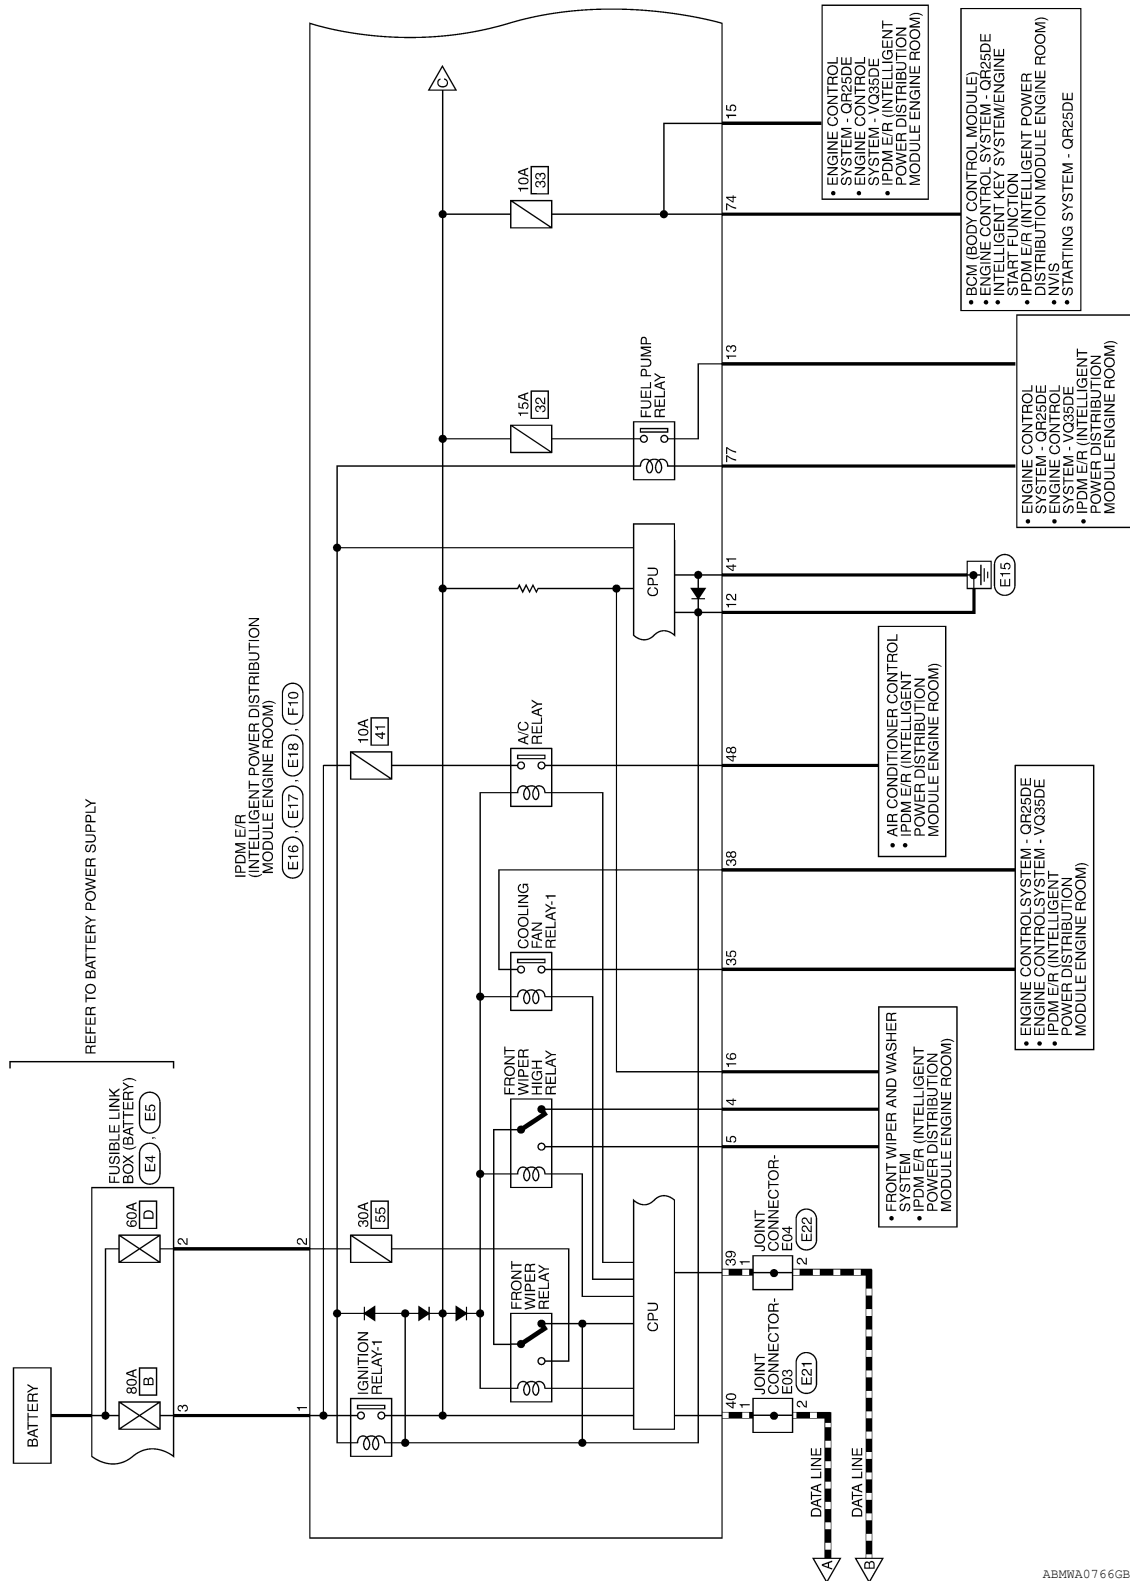 REFER TO BATTERY POWER SUPPLY
BATTERY
FUSIBLE LINK
BOX (BATTERY)
E4 , E5
80A
B
60A
D
3
2
1
2
IPDM E/R
(INTELLIGENT POWER DISTRIBUTION
MODULE ENGINE ROOM)
E16 , E17 , E18 , F10
IGNITION
RELAY-1
30A
55
10A
41
15A
32
10A
33
C
FRONT
WIPER
RELAY
FRONT
WIPER
HIGH
RELAY
COOLING
FAN
RELAY-1
A/C
RELAY
FUEL PUMP
RELAY
CPU
CPU
40
39
5
4
16
35
38
48
12
41
77
13
74
15
1
JOINT
CONNECTOR-
E03
2
E21
1
JOINT
CONNECTOR-
E04
2
E22
DATA LINE
DATA LINE
A
B
• FRONT WIPER AND WASHER
SYSTEM
• IPDM E/R (INTELLIGENT
POWER DISTRIBUTION
MODULE ENGINE ROOM)
• ENGINE CONTROLSYSTEM - QR25DE
• ENGINE CONTROLSYSTEM - VQ35DE
• IPDM E/R (INTELLIGENT
POWER DISTRIBUTION
MODULE ENGINE ROOM)
• AIR CONDITIONER CONTROL
• IPDM E/R (INTELLIGENT
POWER DISTRIBUTION
MODULE ENGINE ROOM)
E15
• ENGINE CONTROL
SYSTEM - QR25DE
• ENGINE CONTROL
SYSTEM - VQ35DE
• IPDM E/R (INTELLIGENT
POWER DISTRIBUTION
MODULE ENGINE ROOM)
• BCM (BODY CONTROL MODULE)
• ENGINE CONTROL SYSTEM - QR25DE
• INTELLIGENT KEY SYSTEM/ENGINE
START FUNCTION
• IPDM E/R (INTELLIGENT POWER
DISTRIBUTION MODULE ENGINE ROOM)
• NVIS
• STARTING SYSTEM - QR25DE
• ENGINE CONTROL
SYSTEM - QR25DE
• ENGINE CONTROL
SYSTEM - VQ35DE
• IPDM E/R (INTELLIGENT
POWER DISTRIBUTION
MODULE ENGINE ROOM)
ABMWA0766GB